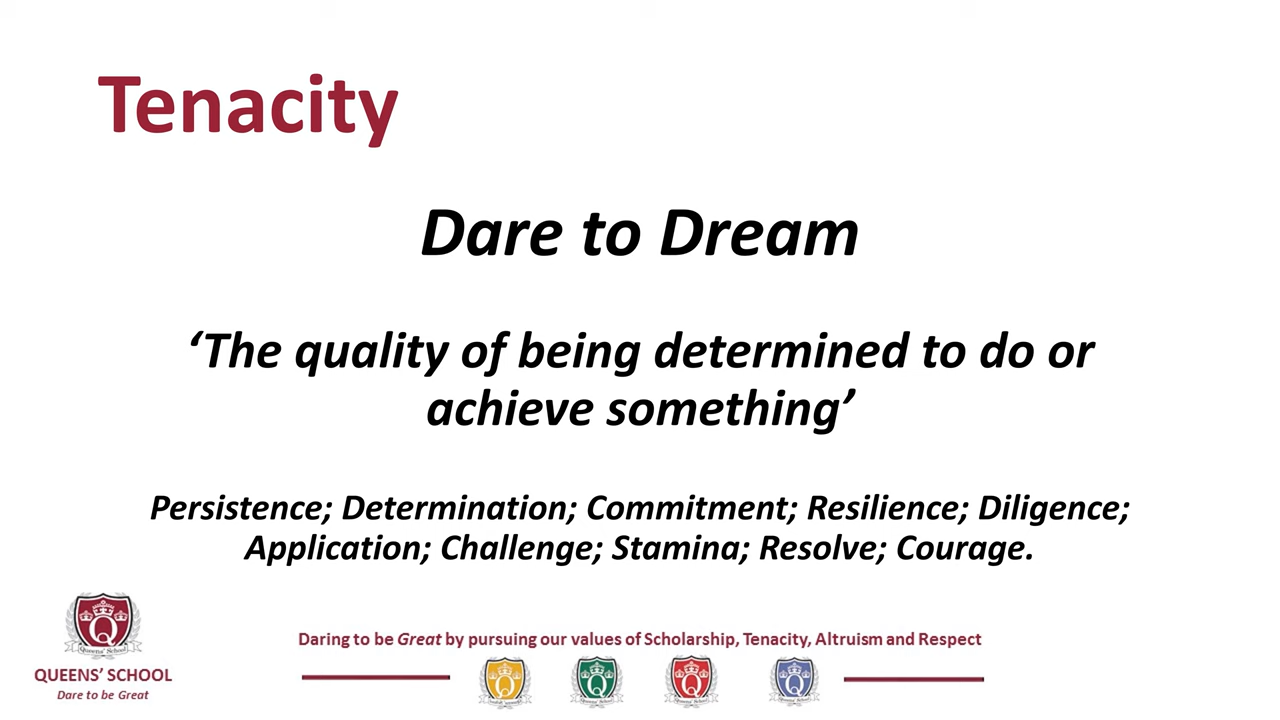 Tenacity
Dare to Dream
‘The quality of being determined to do or
achieve something’
Persistence; Determination; Commitment; Resilience; Diligence;
Application; Challenge; Stamina; Resolve; Courage.
Daring to be Great by pursuing our values of Scholarship, Tenacity, Altruism and Respect
Q
Queens' School
QUEENS’ SCHOOL
Dare to be Great
Q
Q
Q
Q